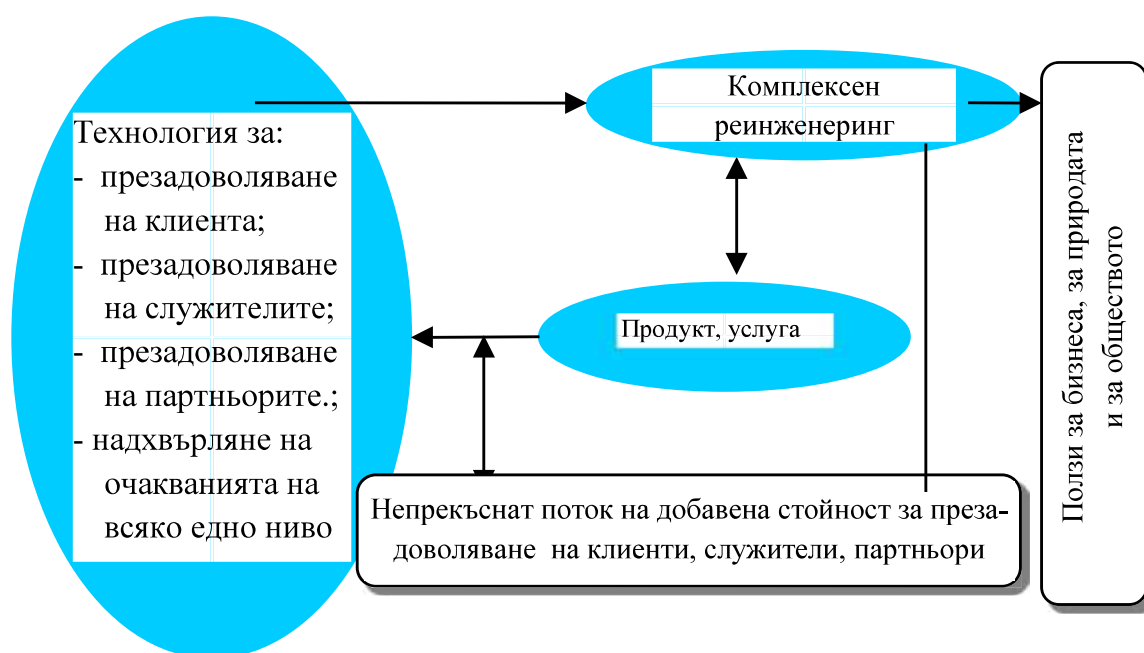 Технология за:
- презадоволяване
на клиента;
- презадоволяване
на служителите;
- презадоволяване
на партньорите.;
- надхвърляне на
очакванията на
всяко едно ниво
Комплексен
реинженеринг
Продукт, услуга
Непрекъснат поток на добавена стойност за преза-
доволяване на клиенти, служители, партньори
Ползи за бизнеса, за природата
и за обществото